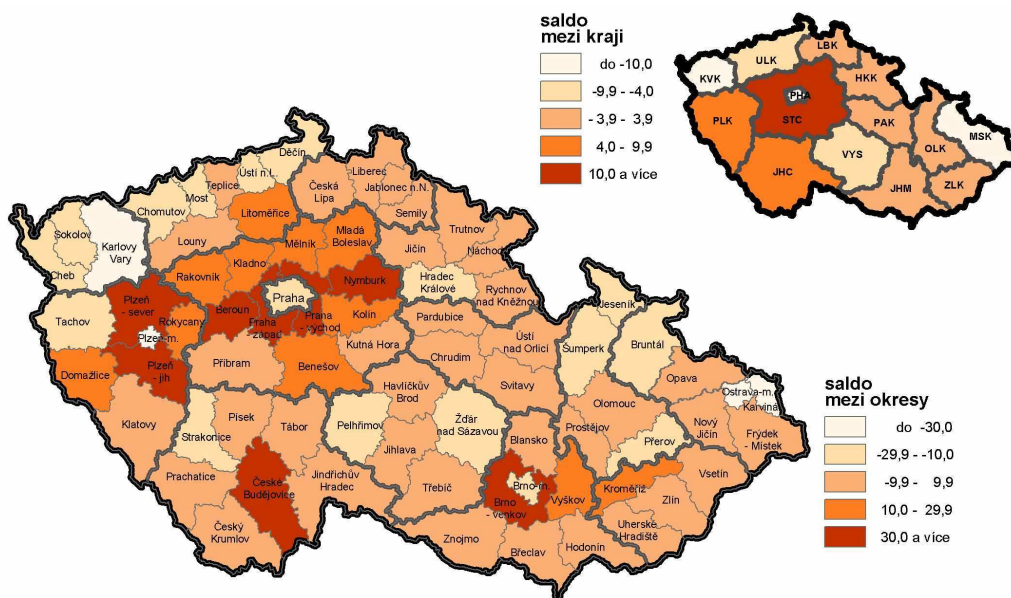 saldo
mezi kraji
do -10,0
-9,9 - -4,0
- 3,9 - 3,9
4,0 - 9,9
10,0 a více
KVK
ULK
LBK
HKK
PHA
STC
PLK
PAK
MSK
OLK
VYS
JHC
JHM
ZLK
Děčín
Ústí n.L.
Teplice
Most
Chomutov
Liberec
Česká
Lípa
Jablonec n.N.
Semily
Litoměřice
Louny
Sokolov
Karlovy
Vary
Cheb
Mělník
Mladá
Boleslav
Trutnov
Jičín
Náchod
Kladno
Rakovník
Nymburk
Hradec
Králové
Rychnov
nad Kněžnou
Praha
Plzeň
- sever
Beroun
Praha
- západ
Praha
- východ
Kolín
Tachov
Rokycany
Plzeň-m.
Pardubice
Jeseník
Kutná Hora
Ústí
nad Orlicí
Šumperk
Bruntál
Domažlice
Plzeň
- jih
Příbram
Benešov
Chrudim
Svitavy
Opava
Ostrava-m.
Karviná
Klatovy
Havlíčkův
Brod
Písek
Tábor
Strakonice
Pelhřimov
Žďár
nad Sázavou
Olomouc
Nový
Jičín
Frýdek
- Místek
Prostějov
Přerov
Blansko
Jihlava
Prachatice
České
Budějovice
Jindřichův
Hradec
Třebíč
Brno-m.
Brno
- venkov
Vyškov
Kroměříž
Vsetín
Zlín
Český
Krumlov
Uherské
Hradiště
Znojmo
Břeclav
Hodonín
saldo
mezi okresy
do -30,0
-29,9 - -10,0
-9,9 - 9,9
10,0 - 29,9
30,0 a více